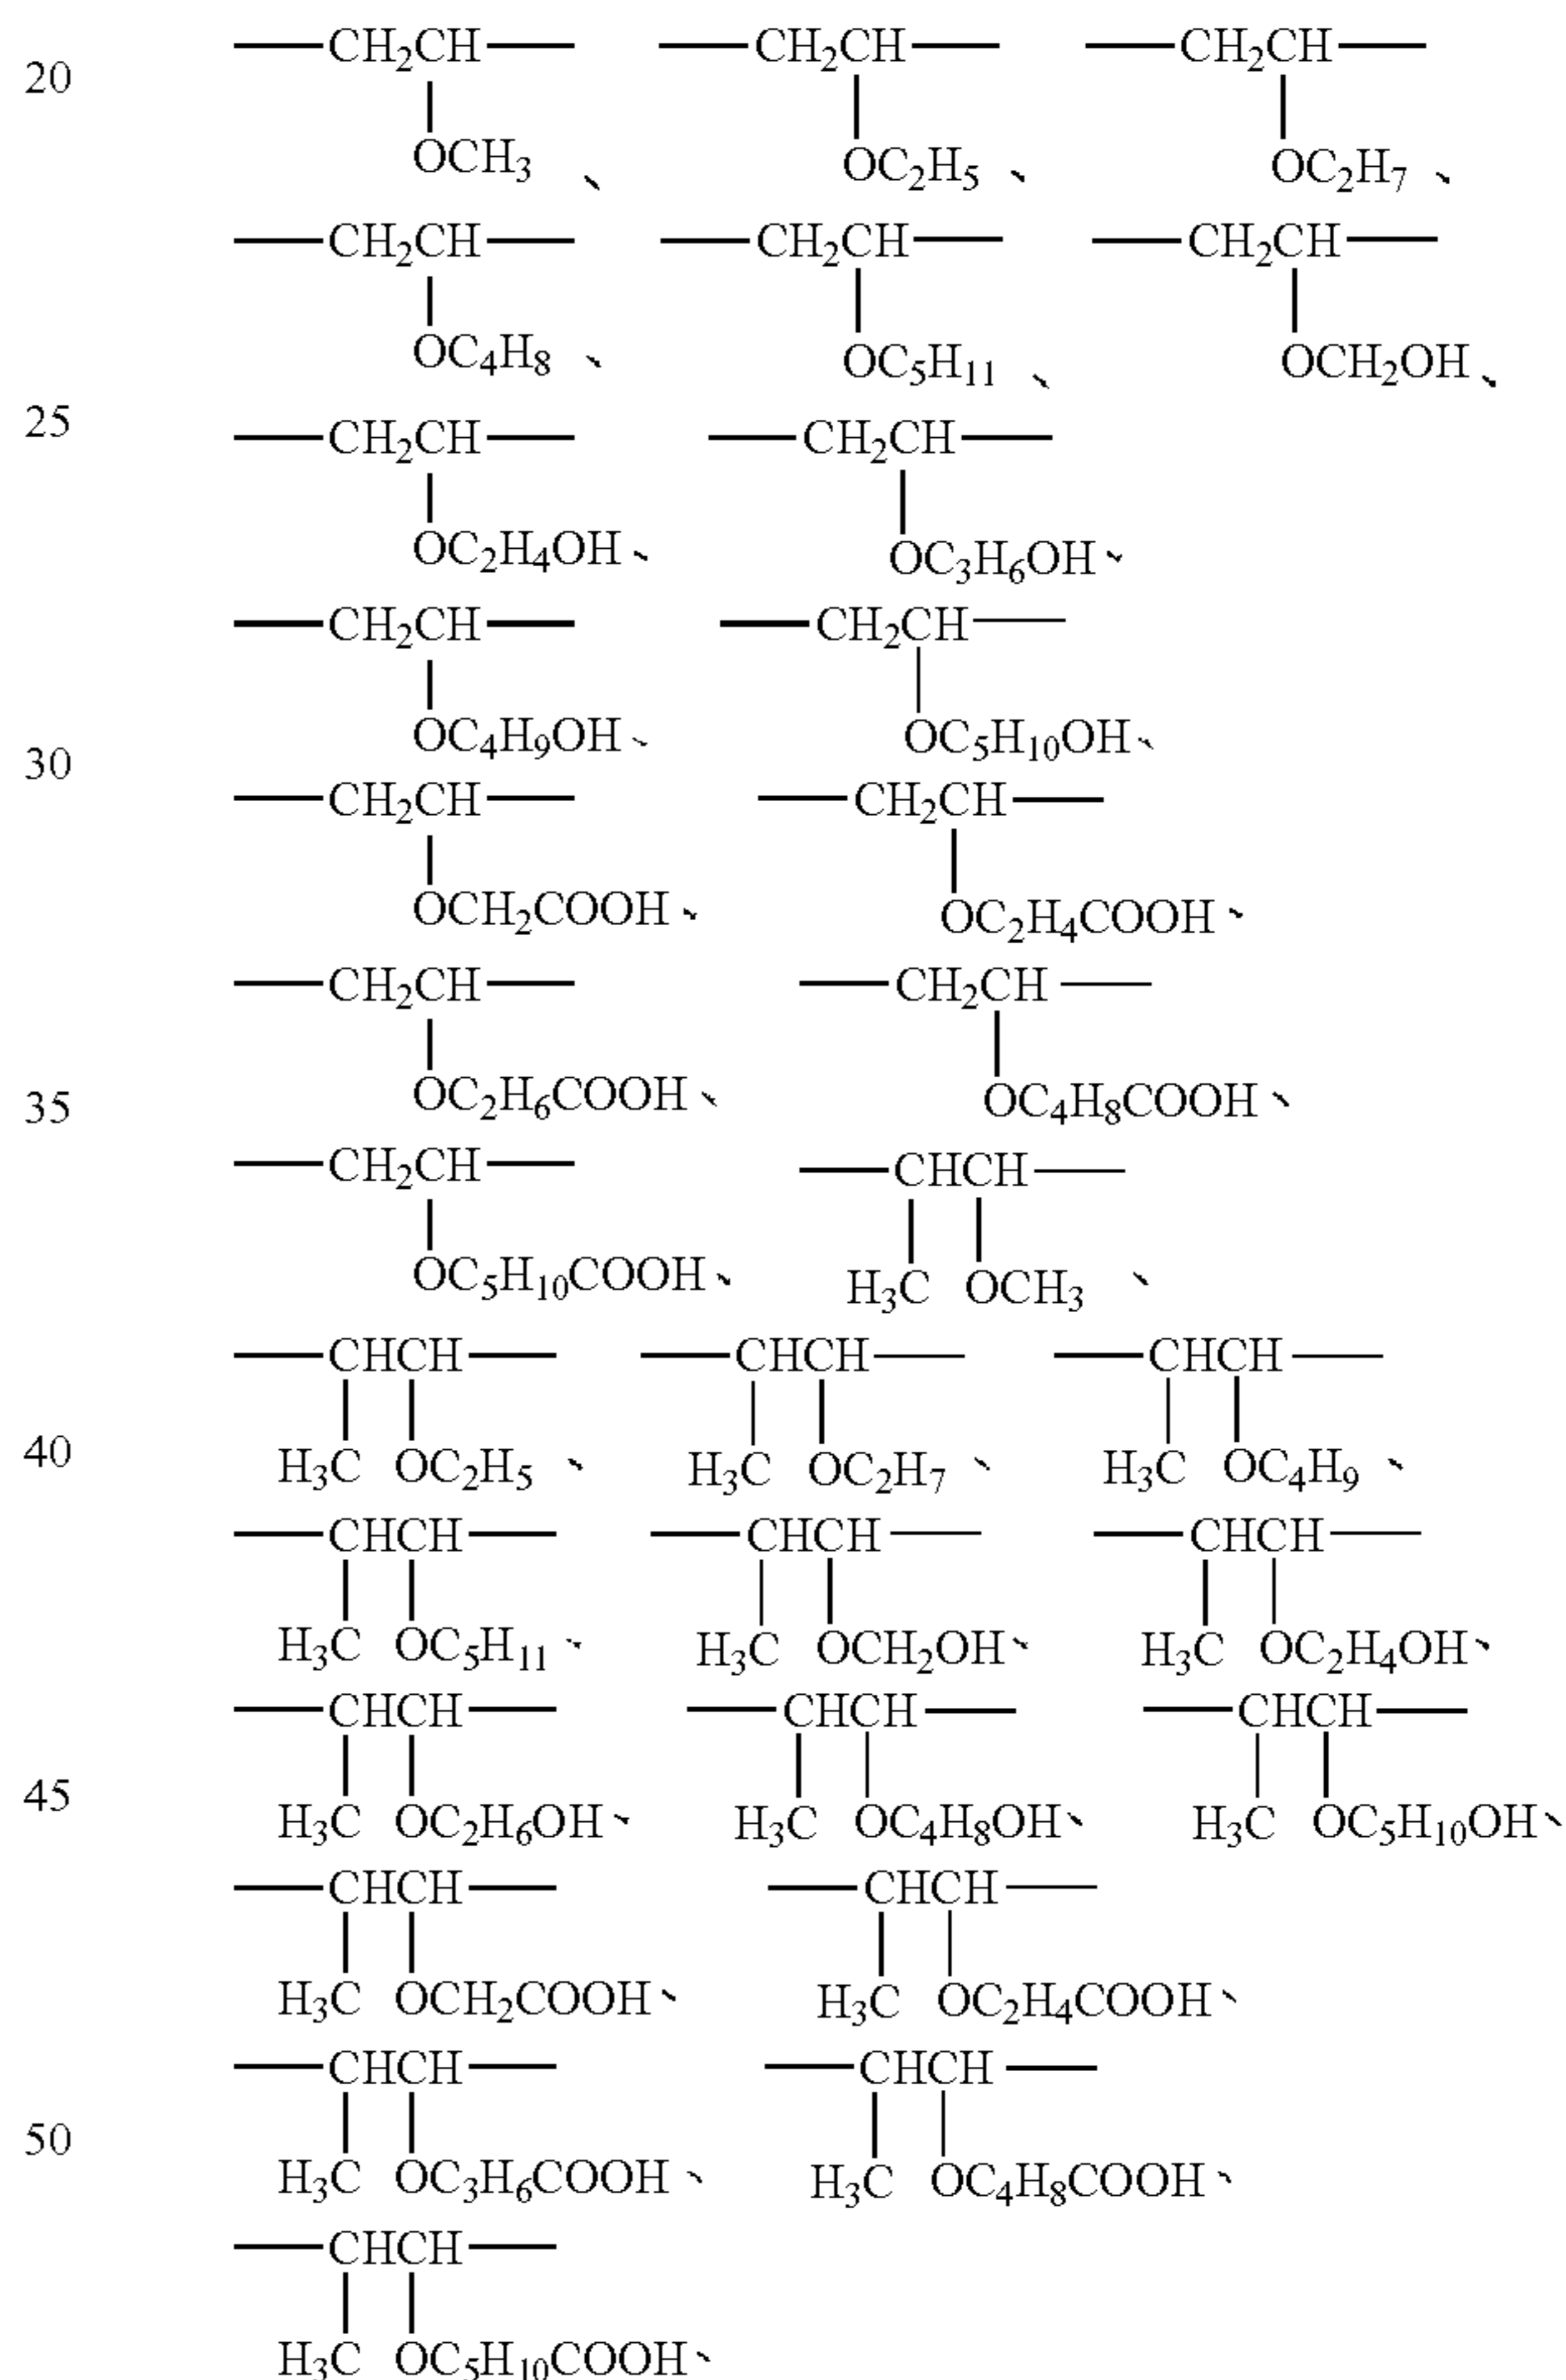 20 —CH₂CH— —CH₂CH— —CH₂CH—
OCH₃、 OC₂H₅、 OC₂H₇、
—CH₂CH— —CH₂CH— —CH₂CH—
OC₄H₈、 OC₅H₁₁、 OCH₂OH、
25 —CH₂CH— —CH₂CH—
OC₂H₄OH、 OC₃H₆OH、
—CH₂CH— —CH₂CH—
OC₄H₉OH、 OC₅H₁₀OH、
30 —CH₂CH— —CH₂CH—
OCH₂COOH、 OC₂H₄COOH、
—CH₂CH— —CH₂CH—
35 OC₂H₆COOH、 OC₄H₈COOH、
—CH₂CH— —CHCH—
OC₅H₁₀COOH、 H₃C OCH₃、
—CHCH— —CHCH— —CHCH—
40 H₃C OC₂H₅、 H₃C OC₂H₇、 H₃C OC₄H₉、
—CHCH— —CHCH— —CHCH—
H₃C OC₅H₁₁、 H₃C OCH₂OH、 H₃C OC₂H₄OH、
—CHCH— —CHCH— —CHCH—
45 H₃C OC₂H₆OH、 H₃C OC₄H₈OH、 H₃C OC₅H₁₀OH、
—CHCH— —CHCH—
H₃C OCH₂COOH、 H₃C OC₂H₄COOH、
—CHCH— —CHCH—
50 H₃C OC₃H₆COOH、 H₃C OC₄H₈COOH、
—CHCH—
H₃C OC₅H₁₀COOH、